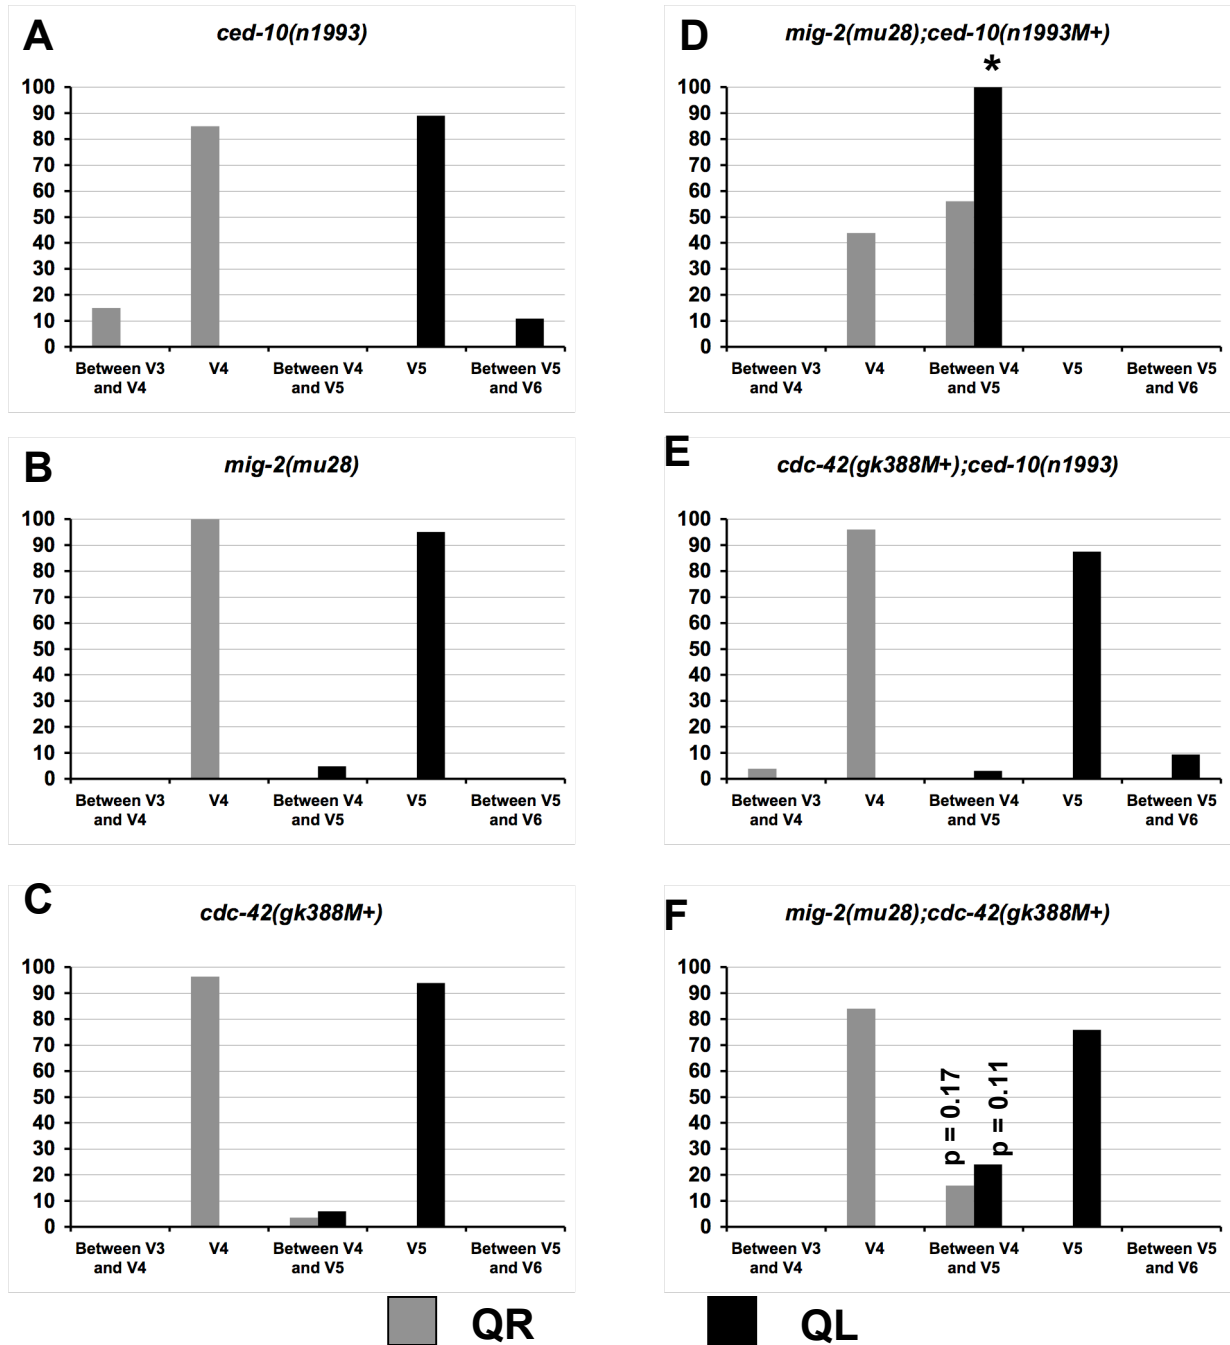 A
ced-10(n1993)
100
90
80
70
60
50
40
30
20
10
0
Between V3
and V4
V4
Between V4
and V5
V5
Between V5
and V6
B
mig-2(mu28)
100
90
80
70
60
50
40
30
20
10
0
Between V3
and V4
V4
Between V4
and V5
V5
Between V5
and V6
C
cdc-42(gk388M+)
100
90
80
70
60
50
40
30
20
10
0
Between V3
and V4
V4
Between V4
and V5
V5
Between V5
and V6
D
mig-2(mu28);ced-10(n1993M+)
*
100
90
80
70
60
50
40
30
20
10
0
Between V3
and V4
V4
Between V4
and V5
V5
Between V5
and V6
E
cdc-42(gk388M+);ced-10(n1993)
100
90
80
70
60
50
40
30
20
10
0
Between V3
and V4
V4
Between V4
and V5
V5
Between V5
and V6
F
mig-2(mu28);cdc-42(gk388M+)
100
90
80
70
60
50
40
30
20
10
0
p = 0.17
p = 0.11
Between V3
and V4
V4
Between V4
and V5
V5
Between V5
and V6
QR
QL